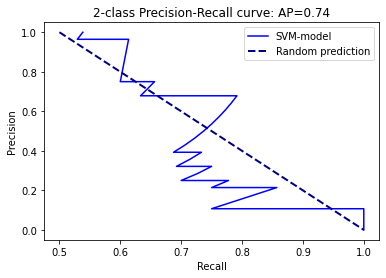 2-class Precision-Recall curve: AP=0.74
SVM-model
Random prediction
Precision
1.0
0.8
0.6
0.4
0.2
0.0
0.5
0.6
0.7
0.8
0.9
1.0
Recall